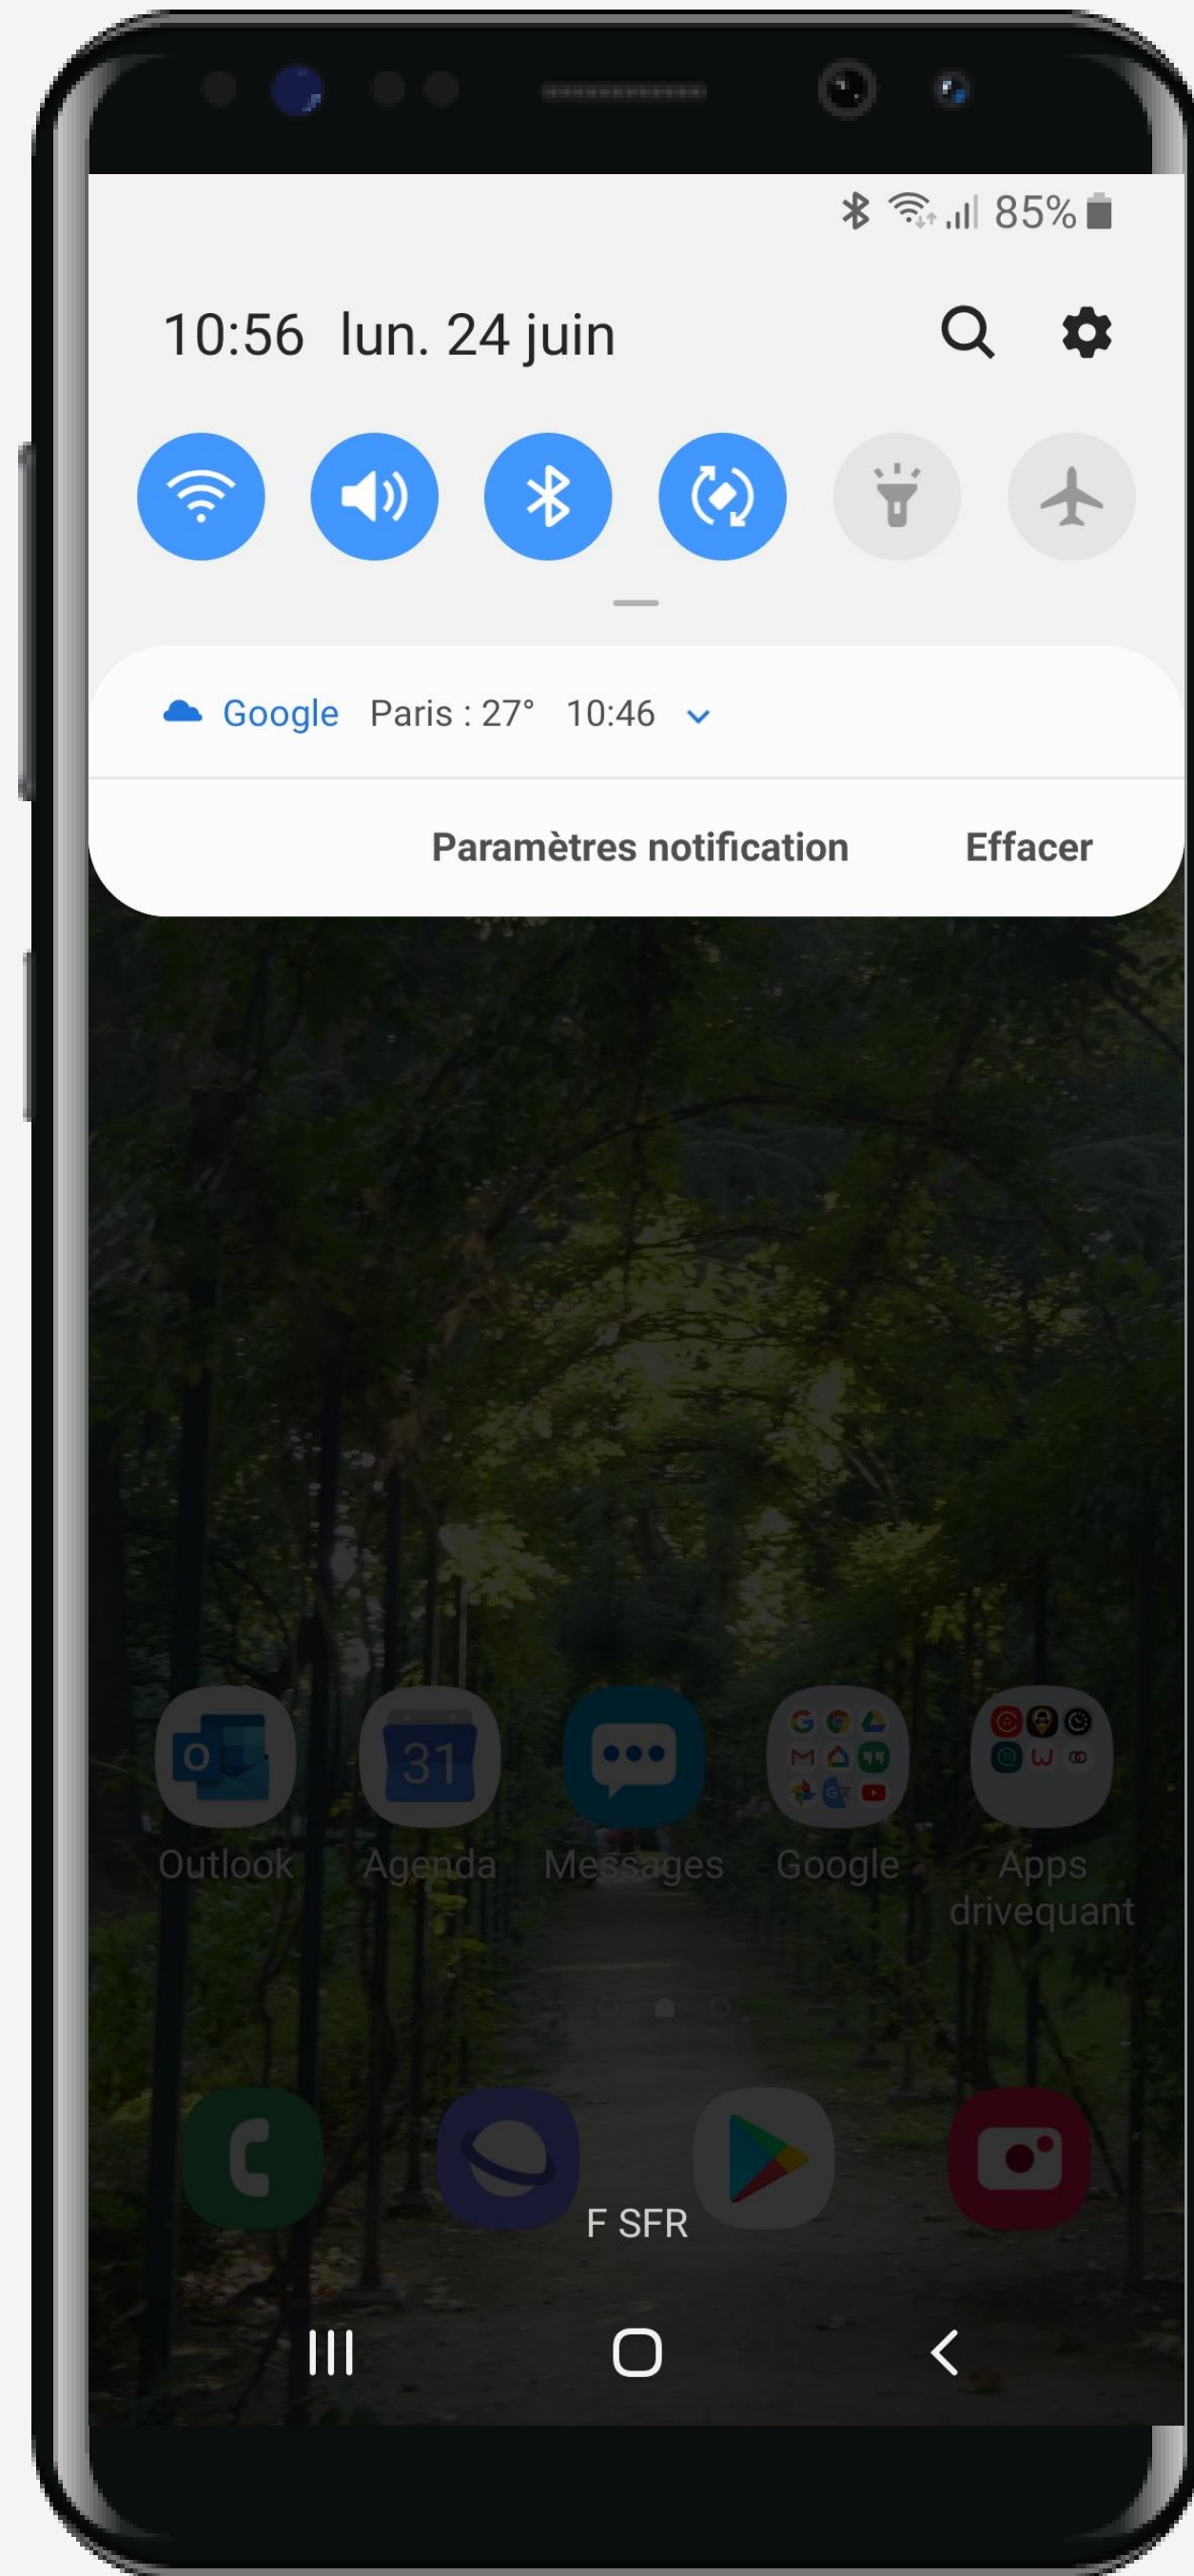 85%
10:56 lun. 24 juin
Google Paris : 27° 10:46
Paramètres notification Effacer
31
Outlook Agenda Messages Google Apps
drivequant
F SFR